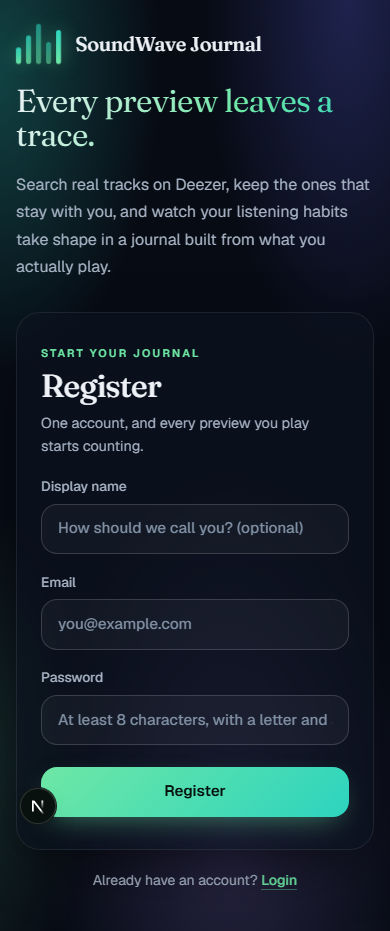 SoundWave Journal
Every preview leaves a
trace.
Search real tracks on Deezer, keep the ones that
stay with you, and watch your listening habits
take shape in a journal built from what you
actually play.
START YOUR JOURNAL
Register
One account, and every preview you play
starts counting.
Display name
How should we call you? (optional)
Email
you@example.com
Password
At least 8 characters, with a letter and
Register
N
Already have an account? Login